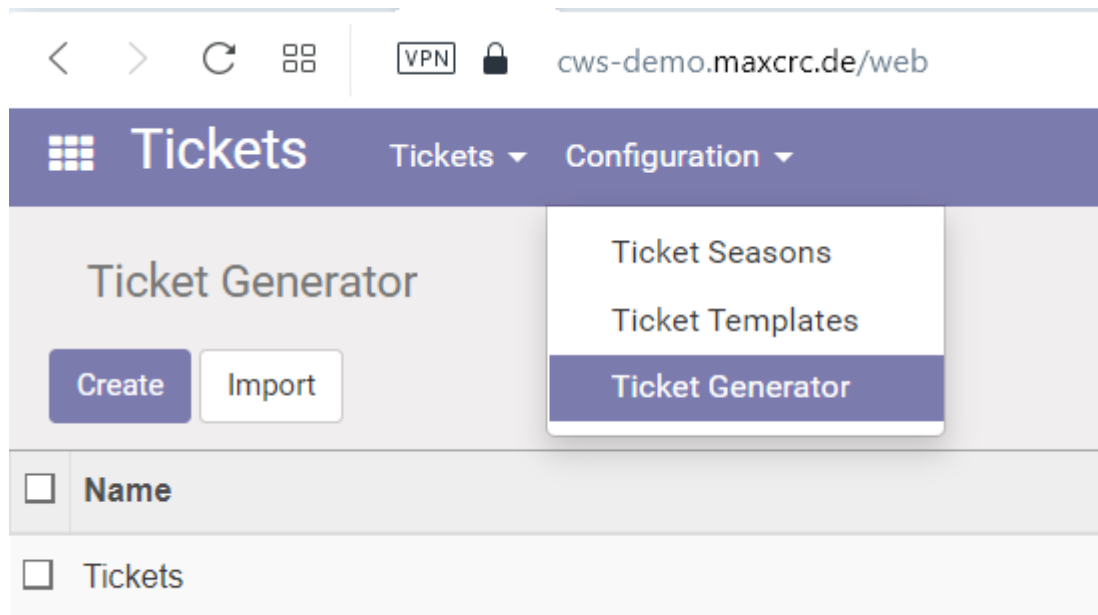 VPN cws-demo.maxcrc.de/web
Tickets Tickets Configuration
Ticket Seasons
Ticket Generator
Ticket Templates
Create Import
Ticket Generator
Name
Tickets